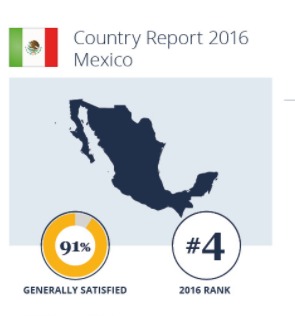 Country Report 2016
Mexico
91%
#4
GENERALLY SATISFIED
2016 RANK